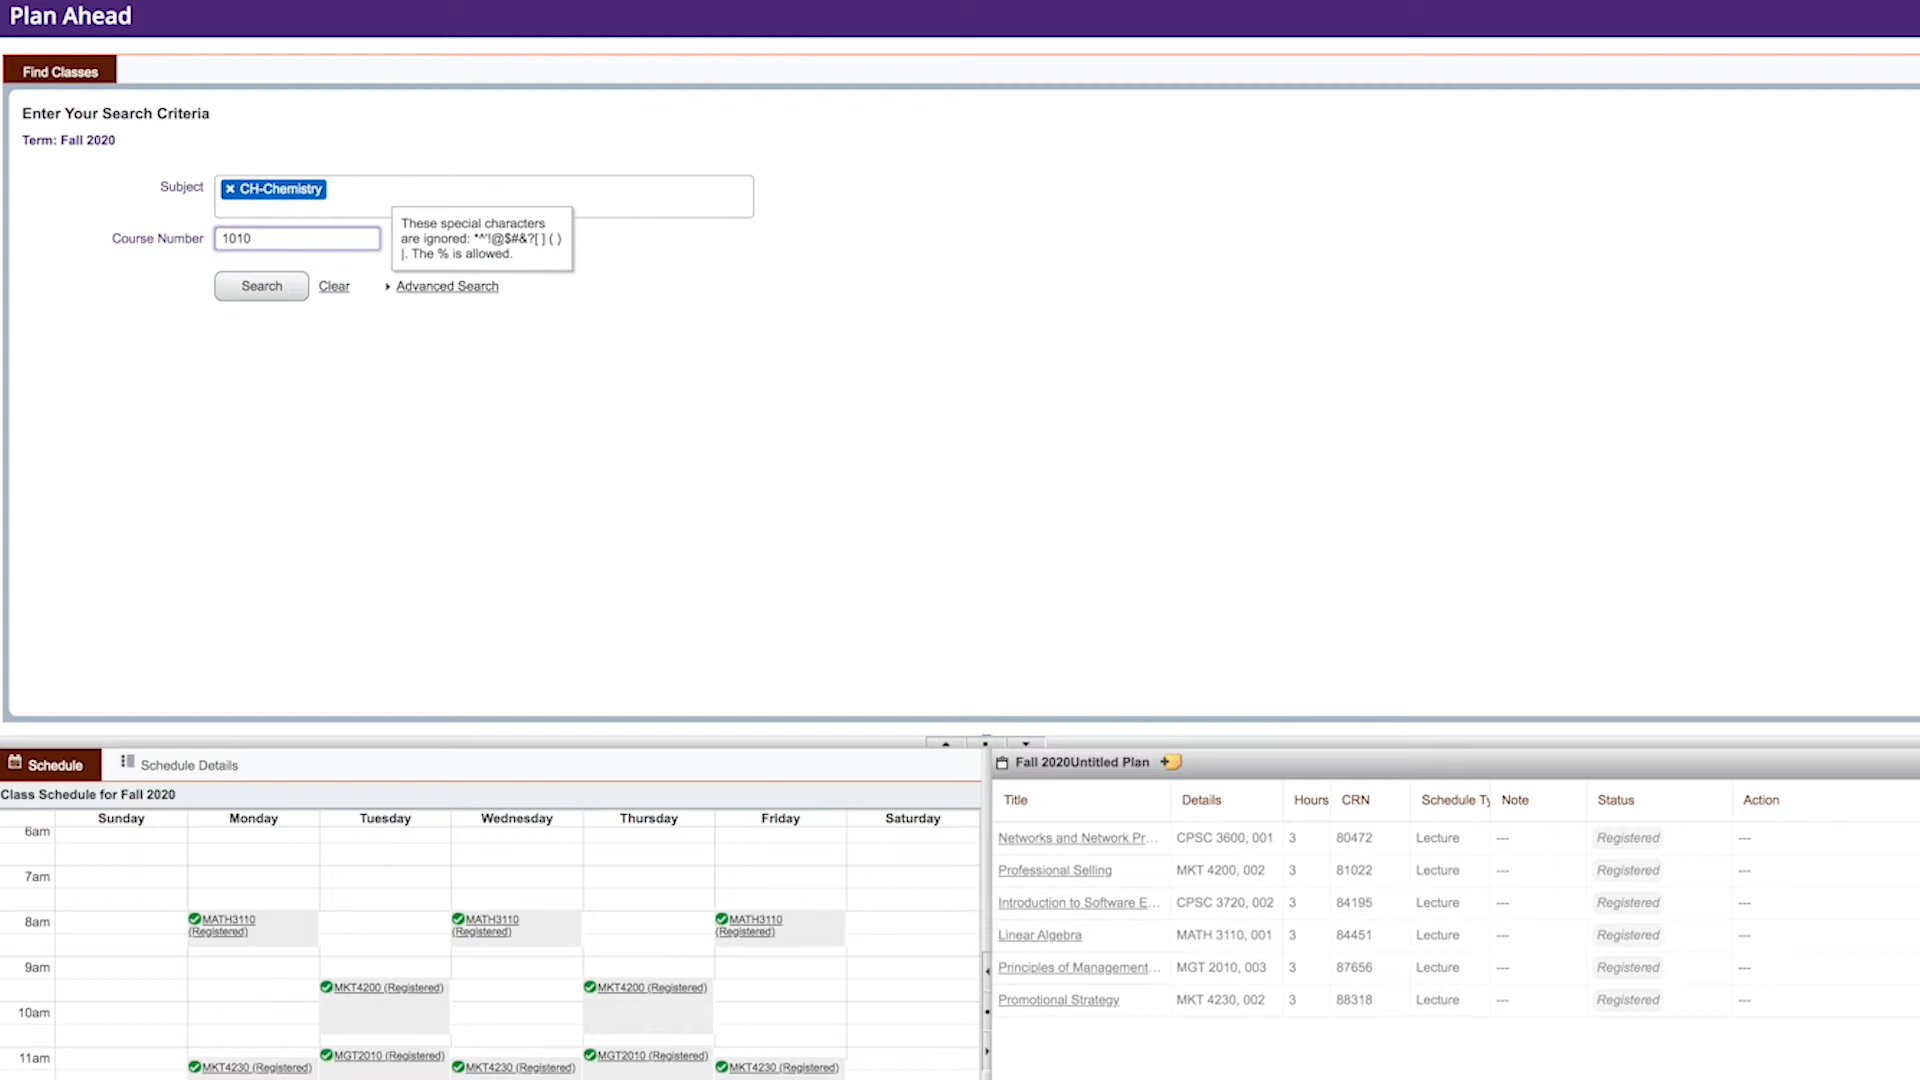 Plan Ahead
Find Classes
Enter Your Search Criteria
Term: Fall 2020
Subject
✖ CH-Chemistry
Course Number
1010
These special characters
are ignored: *^'!@$#&?[ ] ( )
|. The % is allowed.
Search
Clear
Advanced Search
Schedule
Schedule Details
Class Schedule for Fall 2020
Sunday Monday Tuesday Wednesday Thursday Friday Saturday
6am
7am
8am
MATH3110
(Registered)
MATH3110
(Registered)
MATH3110
(Registered)
9am
MKT4200 (Registered)
MKT4200 (Registered)
10am
11am
MGT2010 (Registered)
MGT2010 (Registered)
MKT4230 (Registered)
MKT4230 (Registered)
MKT4230 (Registered)
Fall 2020Untitled Plan
Title Details Hours CRN Schedule Ty Note Status Action
Networks and Network Pr... CPSC 3600, 001 3 80472 Lecture --- Registered ---
Professional Selling MKT 4200, 002 3 81022 Lecture --- Registered ---
Introduction to Software E... CPSC 3720, 002 3 84195 Lecture --- Registered ---
Linear Algebra MATH 3110, 001 3 84451 Lecture --- Registered ---
Principles of Management... MGT 2010, 003 3 87656 Lecture --- Registered ---
Promotional Strategy MKT 4230, 002 3 88318 Lecture --- Registered ---